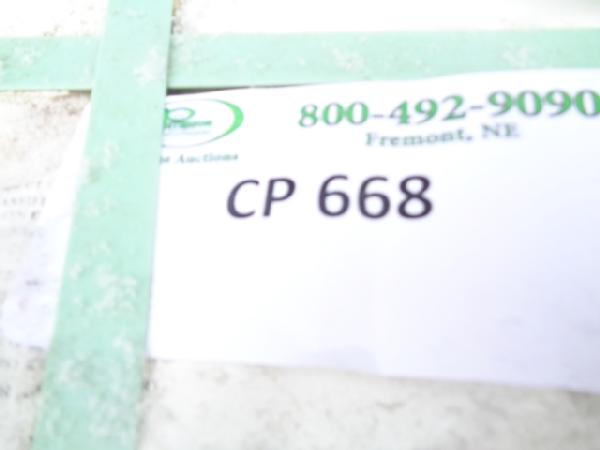 800-492-9090
Fremont, NE
Auctions
CP 668